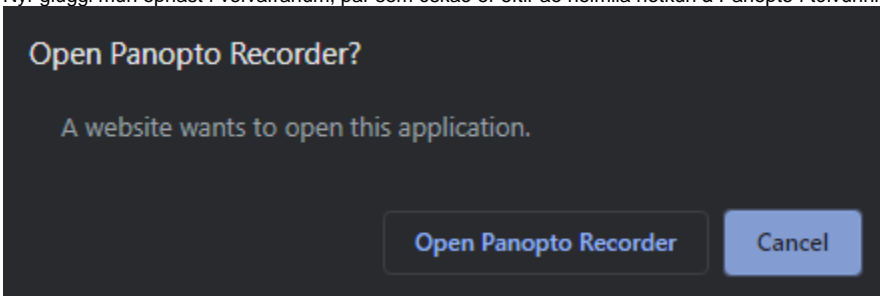 Open Panopto Recorder?
A website wants to open this application.
Open Panopto Recorder Cancel